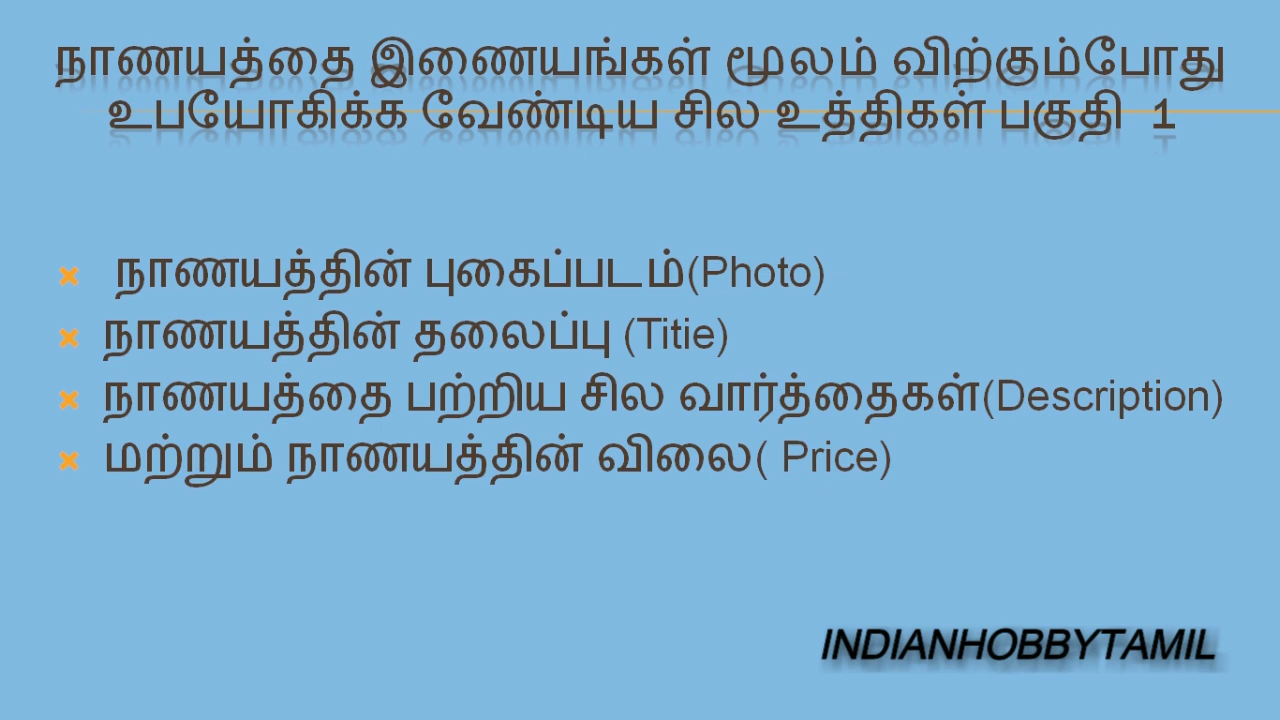 நாணயத்தை இணையங்கள் மூலம் விற்கும்போது
உபயோகிக்க வேண்டிய சில உத்திகள் பகுதி 1
நாணயத்தின் புகைப்படம்(Photo)
நாணயத்தின் தலைப்பு (Titie)
நாணயத்தை பற்றிய சில வார்த்தைகள்(Description)
மற்றும் நாணயத்தின் விலை( Price)
INDIANHOBBYTAMIL